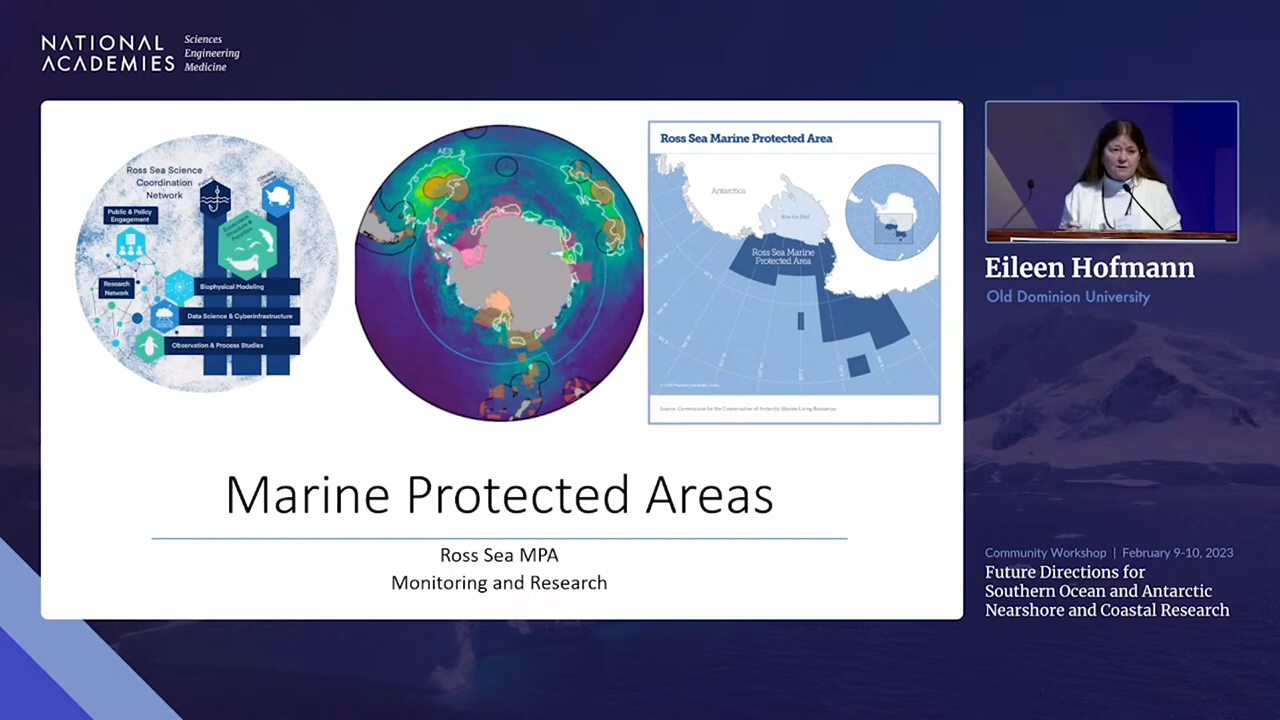 NATIONAL
ACADEMIES
Sciences
Engineering
Medicine
Ross Sea Science
Coordination
Network
Public & Policy
Engagement
Research
Network
Ecosystem
Structure &
Function
Biophysical Modeling
Data Science & Cyberinfrastructure
Observation & Process Studies
AES
Ross Sea Marine Protected Area
Antarctica
Ross Ice Shelf
Ross Sea Marine
Protected Area
Source: Commission for the Conservation of Antarctic Marine Living Resources
Marine Protected Areas
Ross Sea MPA
Monitoring and Research
Eileen Hofmann
Old Dominion University
Community Workshop | February 9-10, 2023
Future Directions for
Southern Ocean and Antarctic
Nearshore and Coastal Research